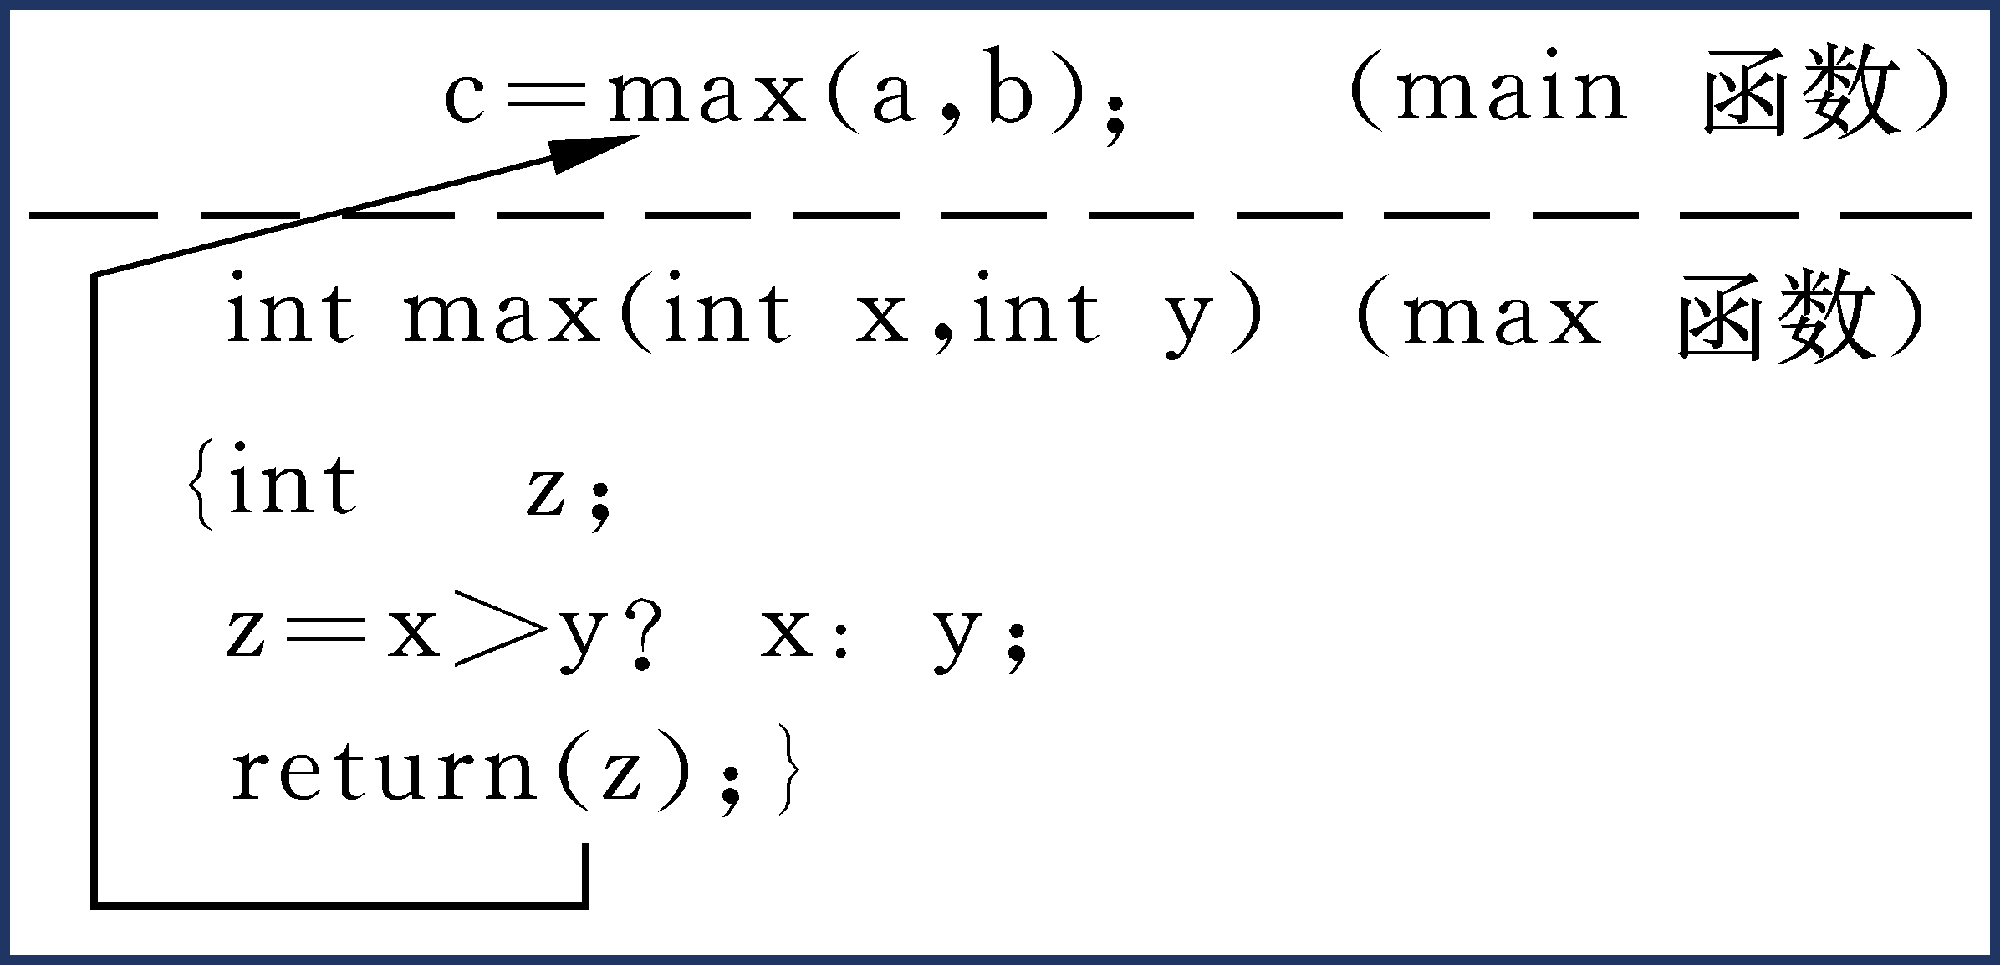 c=max(a,b); (main 函数)
int max(int x,int y) (max 函数)
{int z;
z=x>y? x: y;
return(z);}